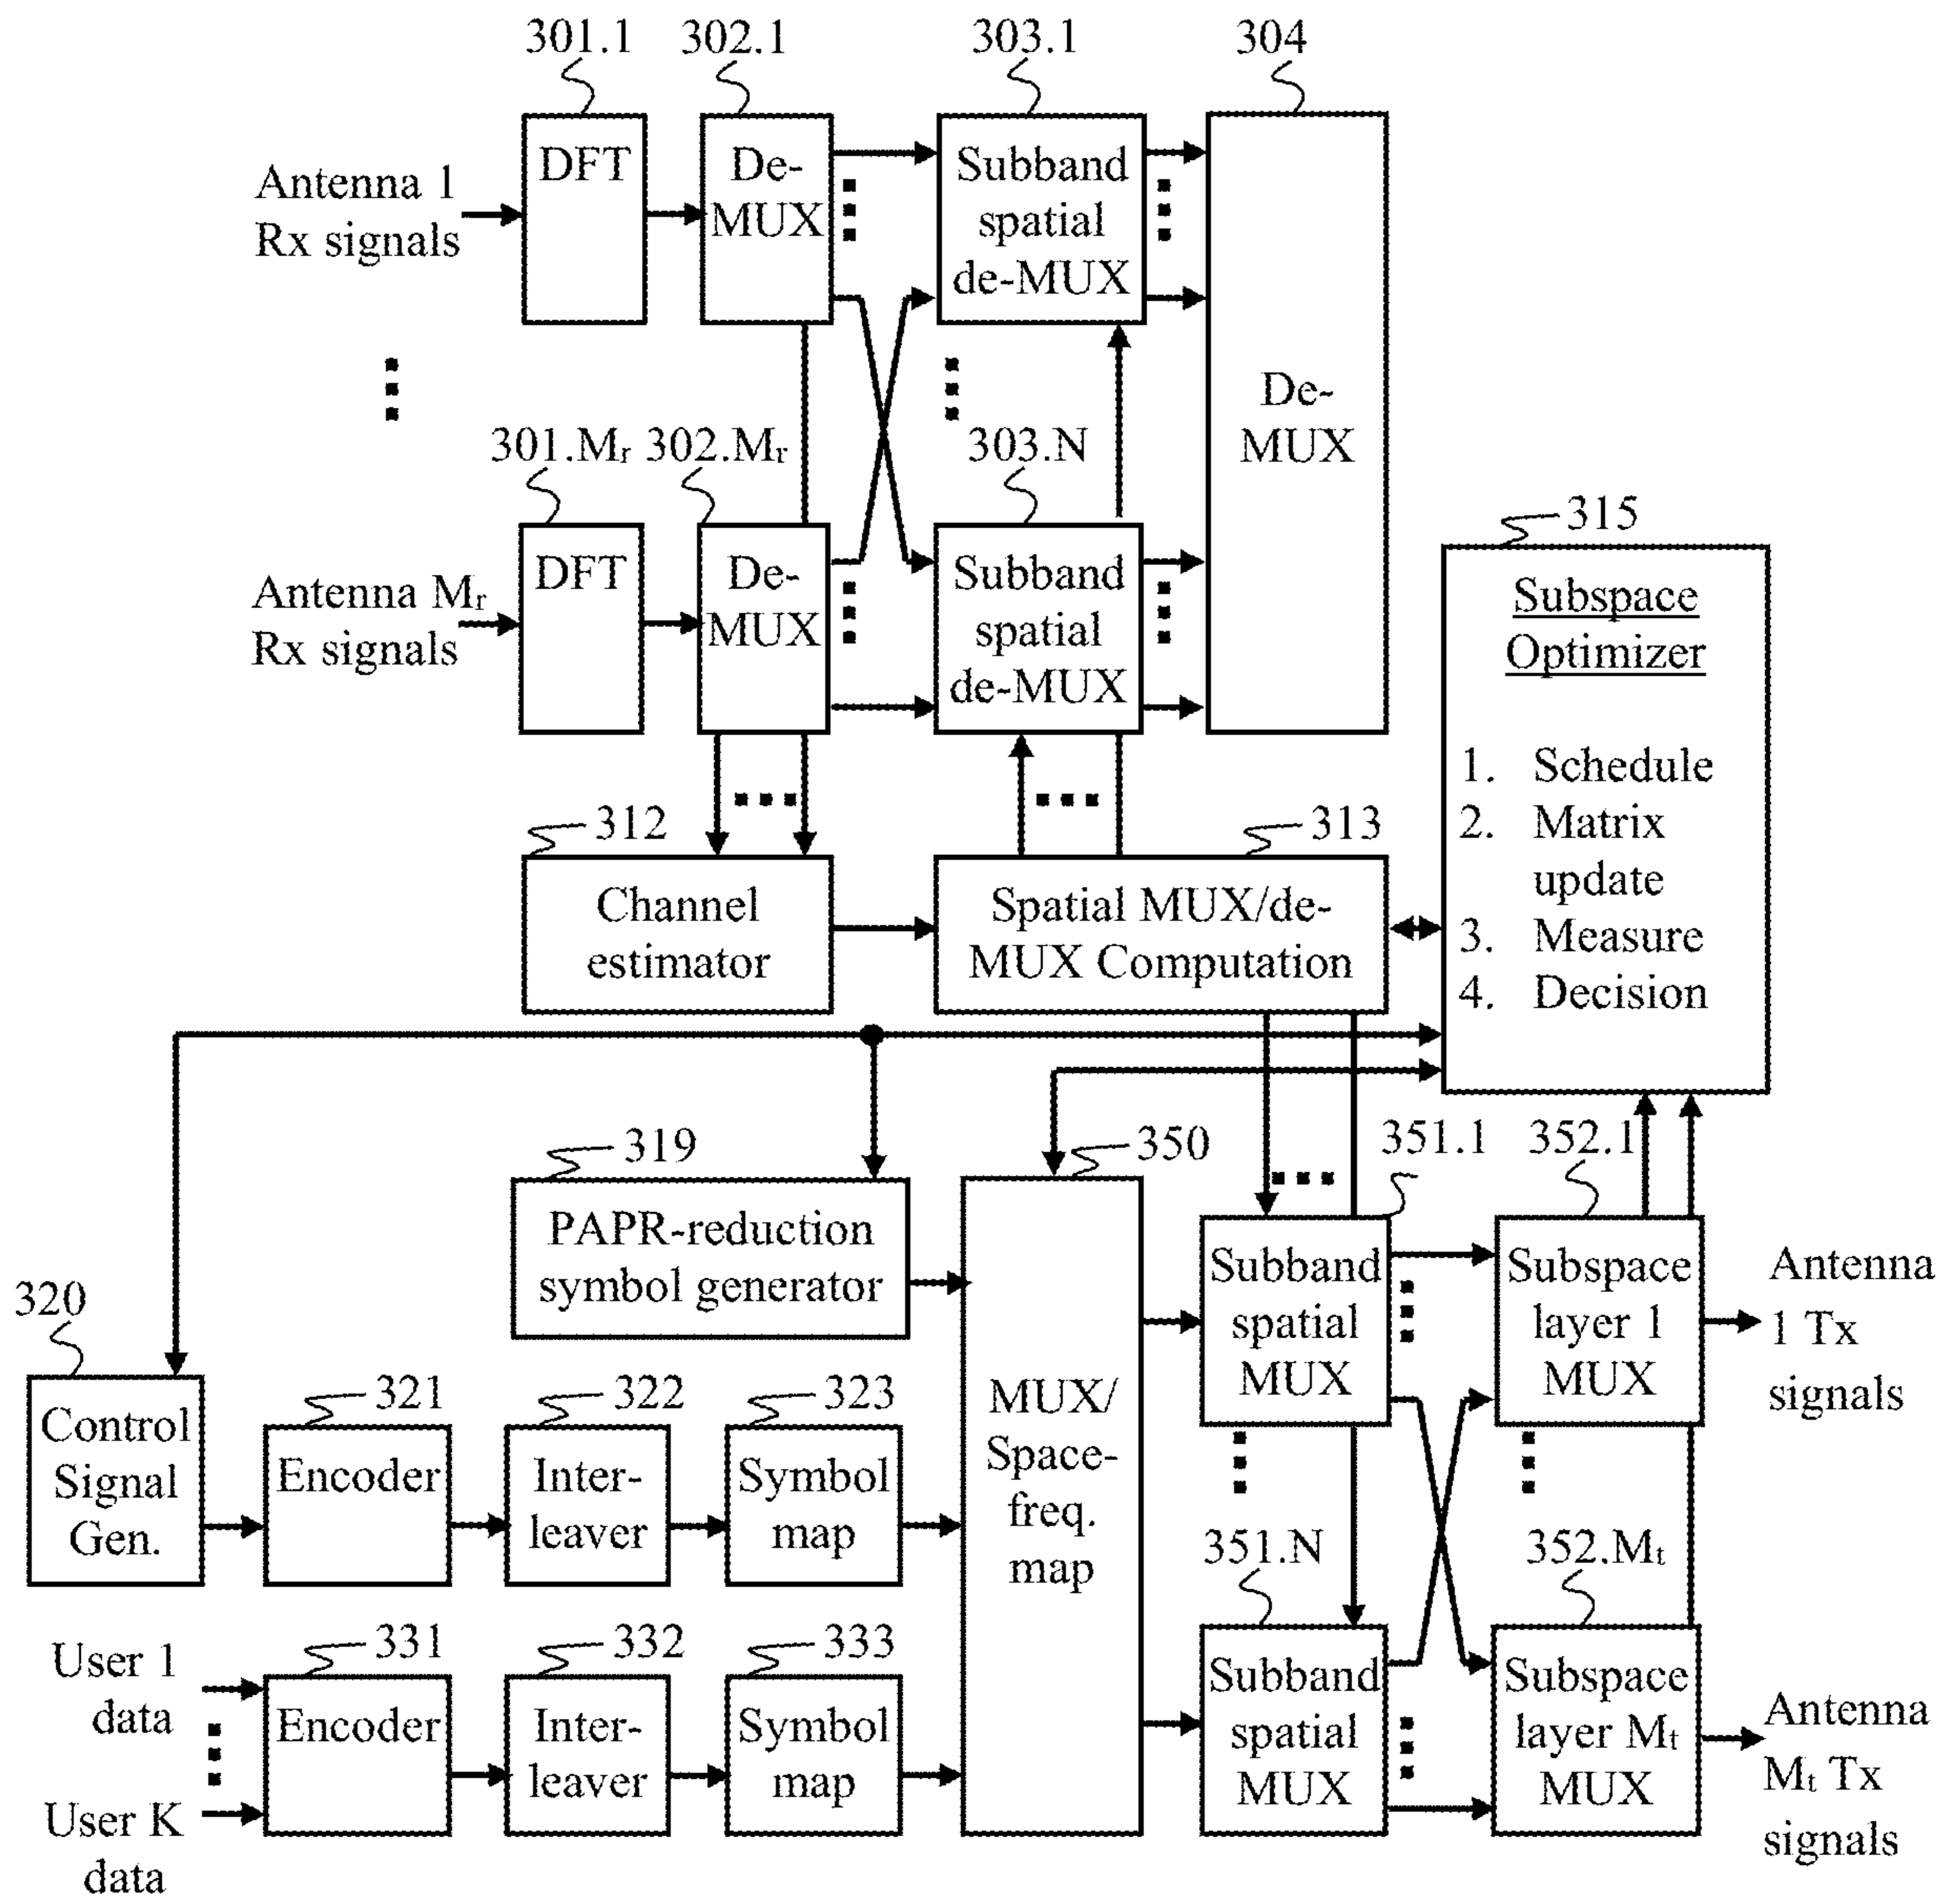 301.1
302.1
303.1
304
Antenna 1
Rx signals
DFT
De-
MUX
Subband
spatial
de-MUX
De-
MUX
301.Mr
302.Mr
303.N
Antenna Mr
Rx signals
DFT
De-
MUX
Subband
spatial
de-MUX
315
Subspace
Optimizer
1. Schedule
2. Matrix
update
3. Measure
4. Decision
312
313
Channel
estimator
Spatial MUX/de-
MUX Computation
319
350
351.1
352.1
PAPR-reduction
symbol generator
MUX/
Space-
freq.
map
Subband
spatial
MUX
Subspace
layer 1
MUX
Antenna
1 Tx
signals
320
321
322
323
Control
Signal
Gen.
Encoder
Inter-
leaver
Symbol
map
351.N
352.Mt
331
332
333
User 1
data
User K
data
Encoder
Inter-
leaver
Symbol
map
Subband
spatial
MUX
Subspace
layer Mt
MUX
Antenna
Mt Tx
signals